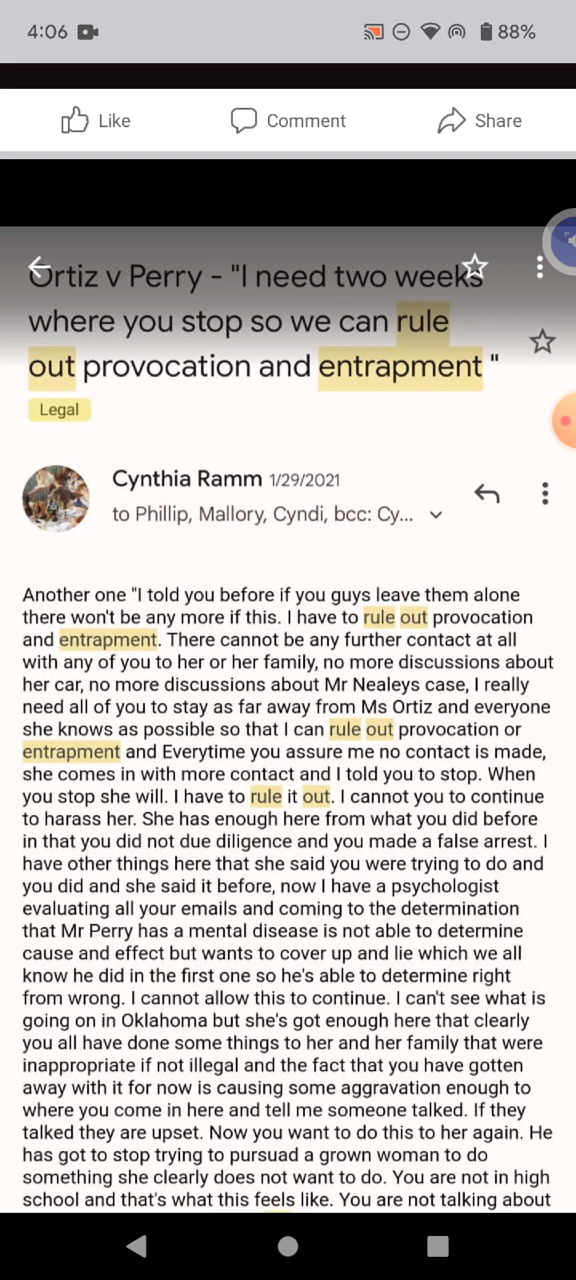 4:06
88%
Like
Comment
Share
Ortiz v Perry - "I need two weeks
where you stop so we can rule
out provocation and entrapment "
Legal
Cynthia Ramm 1/29/2021
to Phillip, Mallory, Cyndi, bcc: Cy...
Another one "I told you before if you guys leave them alone
there won't be any more if this. I have to rule out provocation
and entrapment. There cannot be any further contact at all
with any of you to her or her family, no more discussions about
her car, no more discussions about Mr Nealeys case, I really
need all of you to stay as far away from Ms Ortiz and everyone
she knows as possible so that I can rule out provocation or
entrapment and Everytime you assure me no contact is made,
she comes in with more contact and I told you to stop. When
you stop she will. I have to rule it out. I cannot you to continue
to harass her. She has enough here from what you did before
in that you did not due diligence and you made a false arrest. I
have other things here that she said you were trying to do and
you did and she said it before, now I have a psychologist
evaluating all your emails and coming to the determination
that Mr Perry has a mental disease is not able to determine
cause and effect but wants to cover up and lie which we all
know he did in the first one so he's able to determine right
from wrong. I cannot allow this to continue. I can't see what is
going on in Oklahoma but she's got enough here that clearly
you all have done some things to her and her family that were
inappropriate if not illegal and the fact that you have gotten
away with it for now is causing some aggravation enough to
where you come in here and tell me someone talked. If they
talked they are upset. Now you want to do this to her again. He
has got to stop trying to pursuad a grown woman to do
something she clearly does not want to do. You are not in high
school and that's what this feels like. You are not talking about